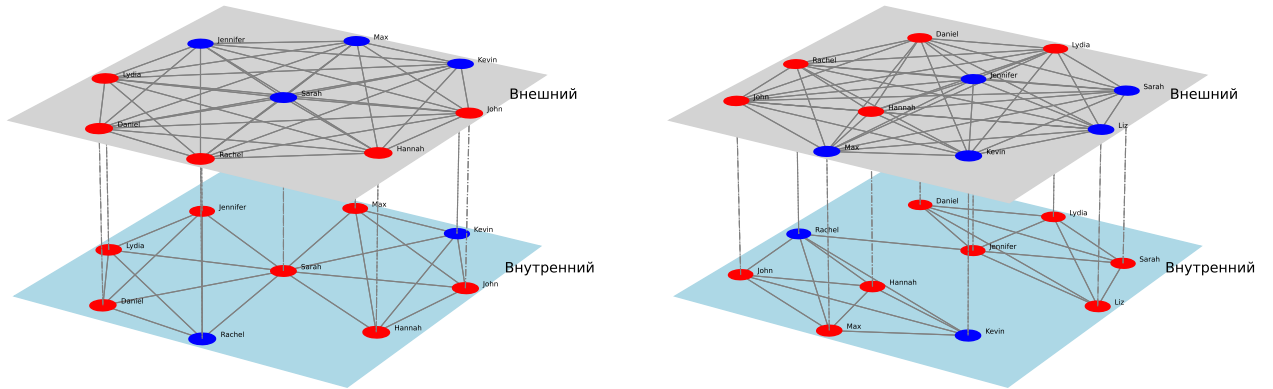 Jennifer
Max
Kevin
Lydia
Sarah
John
Daniel
Rachel
Hannah
Внешний
Jennifer
Max
Kevin
Lydia
Sarah
John
Daniel
Rachel
Hannah
Внутренний
Daniel
Lydia
Rachel
Jennifer
Sarah
John
Hannah
Liz
Max
Kevin
Внешний
Daniel
Lydia
Rachel
Jennifer
Sarah
John
Hannah
Liz
Max
Kevin
Внутренний